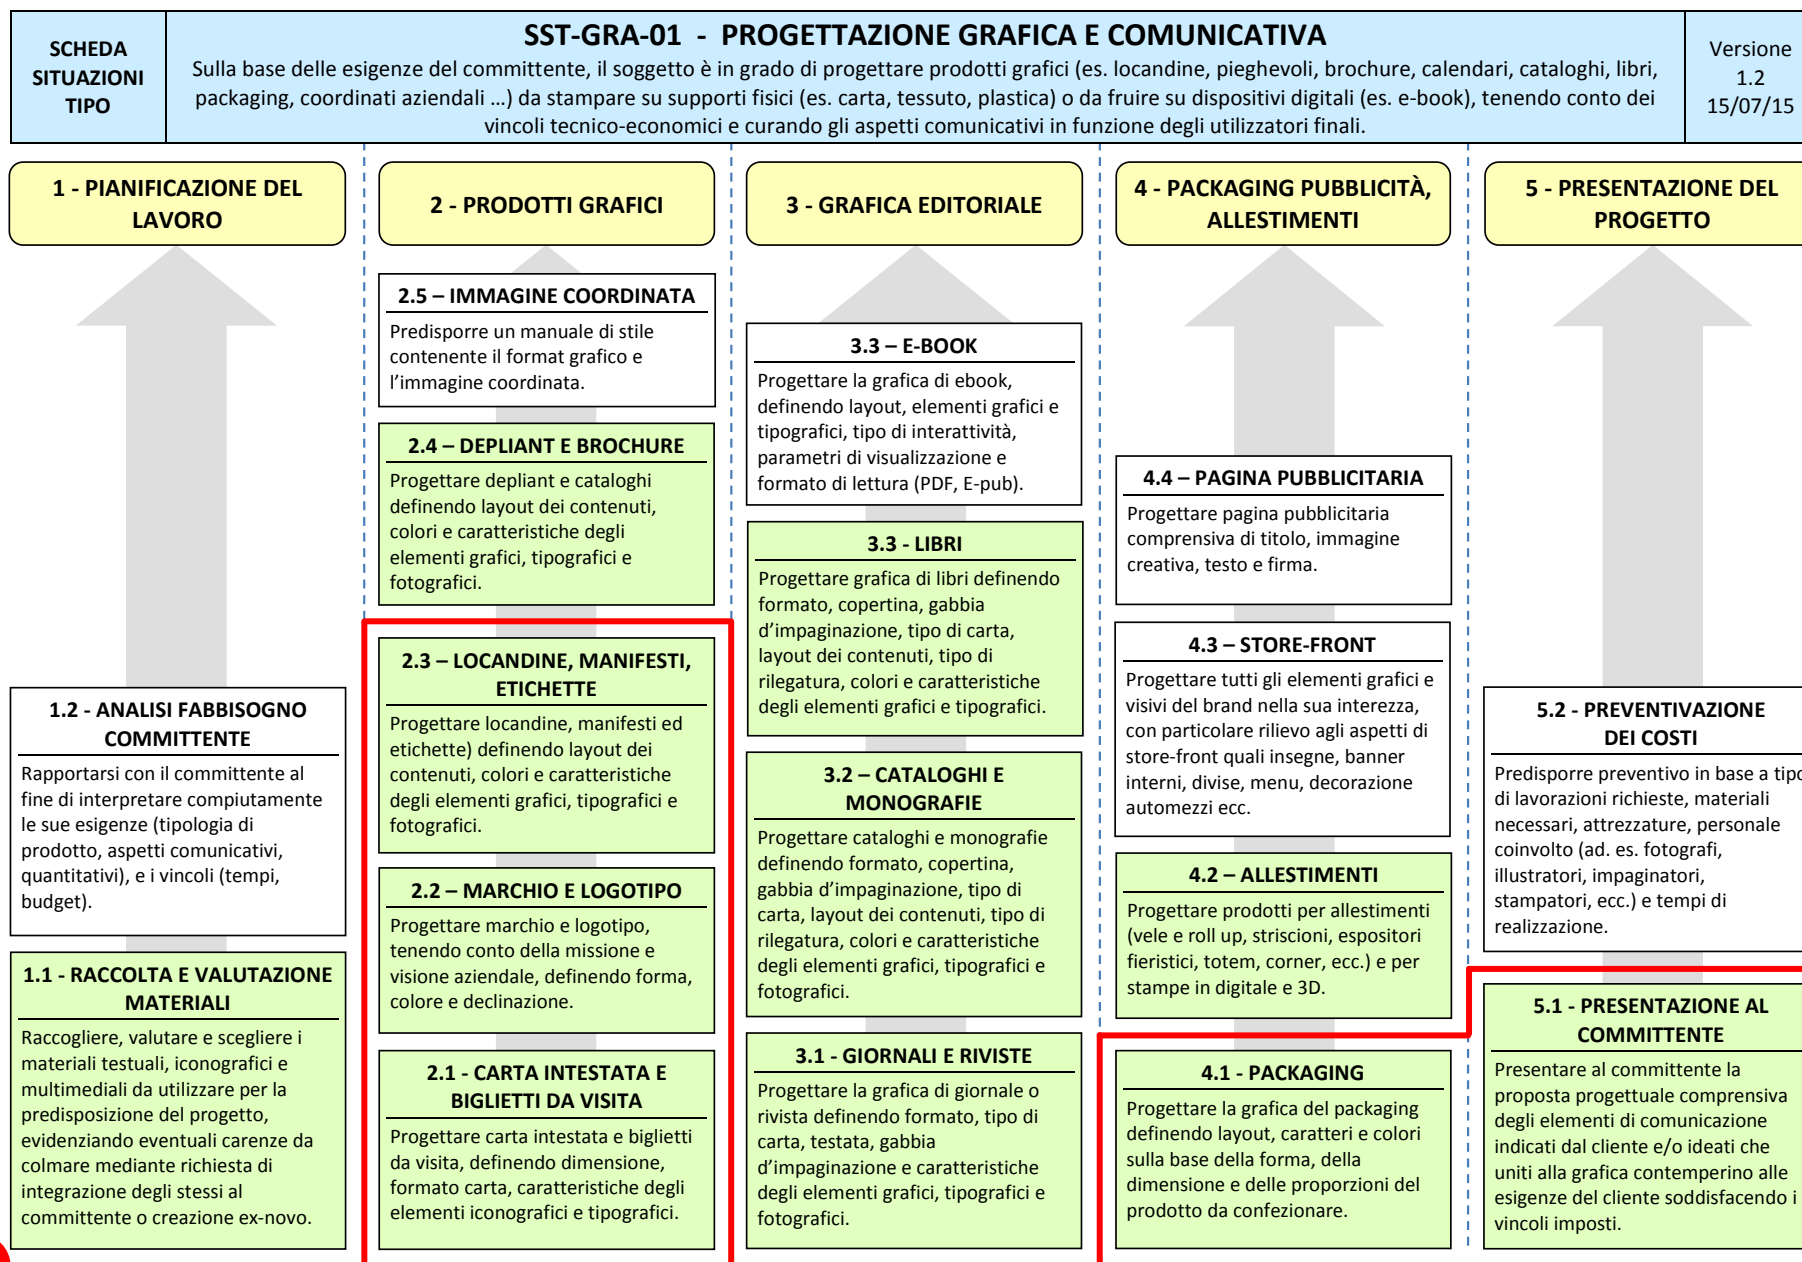 SCHEDA
SITUAZIONI
TIPO
SST-GRA-01 - PROGETTAZIONE GRAFICA E COMUNICATIVA
Sulla base delle esigenze del committente, il soggetto è in grado di progettare prodotti grafici (es. locandine, pieghevoli, brochure, calendari, cataloghi, libri,
packaging, coordinati aziendali ...) da stampare su supporti fisici (es. carta, tessuto, plastica) o da fruire su dispositivi digitali (es. e-book), tenendo conto dei
vincoli tecnico-economici e curando gli aspetti comunicativi in funzione degli utilizzatori finali.
Versione
1.2
15/07/15
1 - PIANIFICAZIONE DEL
LAVORO
1.2 - ANALISI FABBISOGNO
COMMITTENTE
Rapportarsi con il committente al
fine di interpretare compiutamente
le sue esigenze (tipologia di
prodotto, aspetti comunicativi,
quantitativi), e i vincoli (tempi,
budget).
1.1 - RACCOLTA E VALUTAZIONE
MATERIALI
Raccogliere, valutare e scegliere i
materiali testuali, iconografici e
multimediali da utilizzare per la
predisposizione del progetto,
evidenziando eventuali carenze da
colmare mediante richiesta di
integrazione degli stessi al
committente o creazione ex-novo.
2 - PRODOTTI GRAFICI
2.5 – IMMAGINE COORDINATA
Predisporre un manuale di stile
contenente il format grafico e
l’immagine coordinata.
2.4 – DEPLIANT E BROCHURE
Progettare depliant e cataloghi
definendo layout dei contenuti,
colori e caratteristiche degli
elementi grafici, tipografici e
fotografici.
2.3 – LOCANDINE, MANIFESTI,
ETICHETTE
Progettare locandine, manifesti ed
etichette) definendo layout dei
contenuti, colori e caratteristiche
degli elementi grafici, tipografici e
fotografici.
2.2 – MARCHIO E LOGOTIPO
Progettare marchio e logotipo,
tenendo conto della missione e
visione aziendale, definendo forma,
colore e declinazione.
2.1 - CARTA INTESTATA E
BIGLIETTI DA VISITA
Progettare carta intestata e biglietti
da visita, definendo dimensione,
formato carta, caratteristiche degli
elementi iconografici e tipografici.
3 - GRAFICA EDITORIALE
3.3 – E-BOOK
Progettare la grafica di ebook,
definendo layout, elementi grafici e
tipografici, tipo di interattività,
parametri di visualizzazione e
formato di lettura (PDF, E-pub).
3.3 - LIBRI
Progettare grafica di libri definendo
formato, copertina, gabbia
d’impaginazione, tipo di carta,
layout dei contenuti, tipo di
rilegatura, colori e caratteristiche
degli elementi grafici e tipografici.
3.2 – CATALOGHI E
MONOGRAFIE
Progettare cataloghi e monografie
definendo formato, copertina,
gabbia d’impaginazione, tipo di
carta, layout dei contenuti, tipo di
rilegatura, colori e caratteristiche
degli elementi grafici, tipografici e
fotografici.
3.1 - GIORNALI E RIVISTE
Progettare la grafica di giornale o
rivista definendo formato, tipo di
carta, testata, gabbia
d’impaginazione e caratteristiche
degli elementi grafici, tipografici e
fotografici.
4 - PACKAGING PUBBLICITÀ,
ALLESTIMENTI
4.4 – PAGINA PUBBLICITARIA
Progettare pagina pubblicitaria
comprensiva di titolo, immagine
creativa, testo e firma.
4.3 – STORE-FRONT
Progettare tutti gli elementi grafici e
visivi del brand nella sua interezza,
con particolare rilievo agli aspetti di
store-front quali insegne, banner
interni, divise, menu, decorazione
automezzi ecc.
4.2 – ALLESTIMENTI
Progettare prodotti per allestimenti
(vele e roll up, striscioni, espositori
fieristici, totem, corner, ecc.) e per
stampe in digitale e 3D.
4.1 - PACKAGING
Progettare la grafica del packaging
definendo layout, caratteri e colori
sulla base della forma, della
dimensione e delle proporzioni del
prodotto da confezionare.
5 - PRESENTAZIONE DEL
PROGETTO
5.2 - PREVENTIVAZIONE
DEI COSTI
Predisporre preventivo in base a tipo
di lavorazioni richieste, materiali
necessari, attrezzature, personale
coinvolto (ad. es. fotografi,
illustratori, impaginatori,
stampatori, ecc.) e tempi di
realizzazione.
5.1 - PRESENTAZIONE AL
COMMITTENTE
Presentare al committente la
proposta progettuale comprensiva
degli elementi di comunicazione
indicati dal cliente e/o ideati che
uniti alla grafica contemperino alle
esigenze del cliente soddisfacendo i
vincoli imposti.